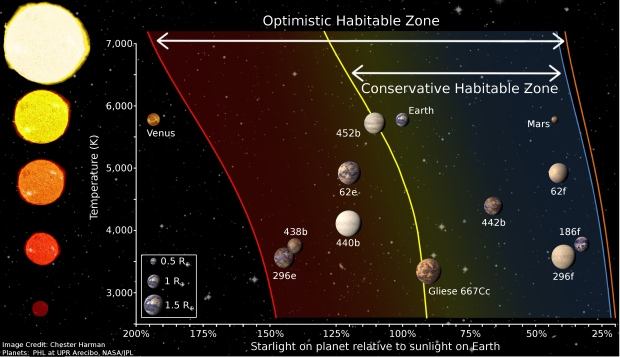 Optimistic Habitable Zone
7,000
Conservative Habitable Zone
6,000
Earth
Venus
452b
Mars
Temperature (K)
5,000
62e
62f
442b
4,000
438b
440b
186f
296e
296f
0.5 R⊕
1 R⊕
1.5 R⊕
Gliese 667Cc
3,000
200% 175% 150% 125% 100% 75% 50% 25%
Starlight on planet relative to sunlight on Earth
Image Credit: Chester Harman
Planets: PHL at UPR Arecibo, NASA/JPL